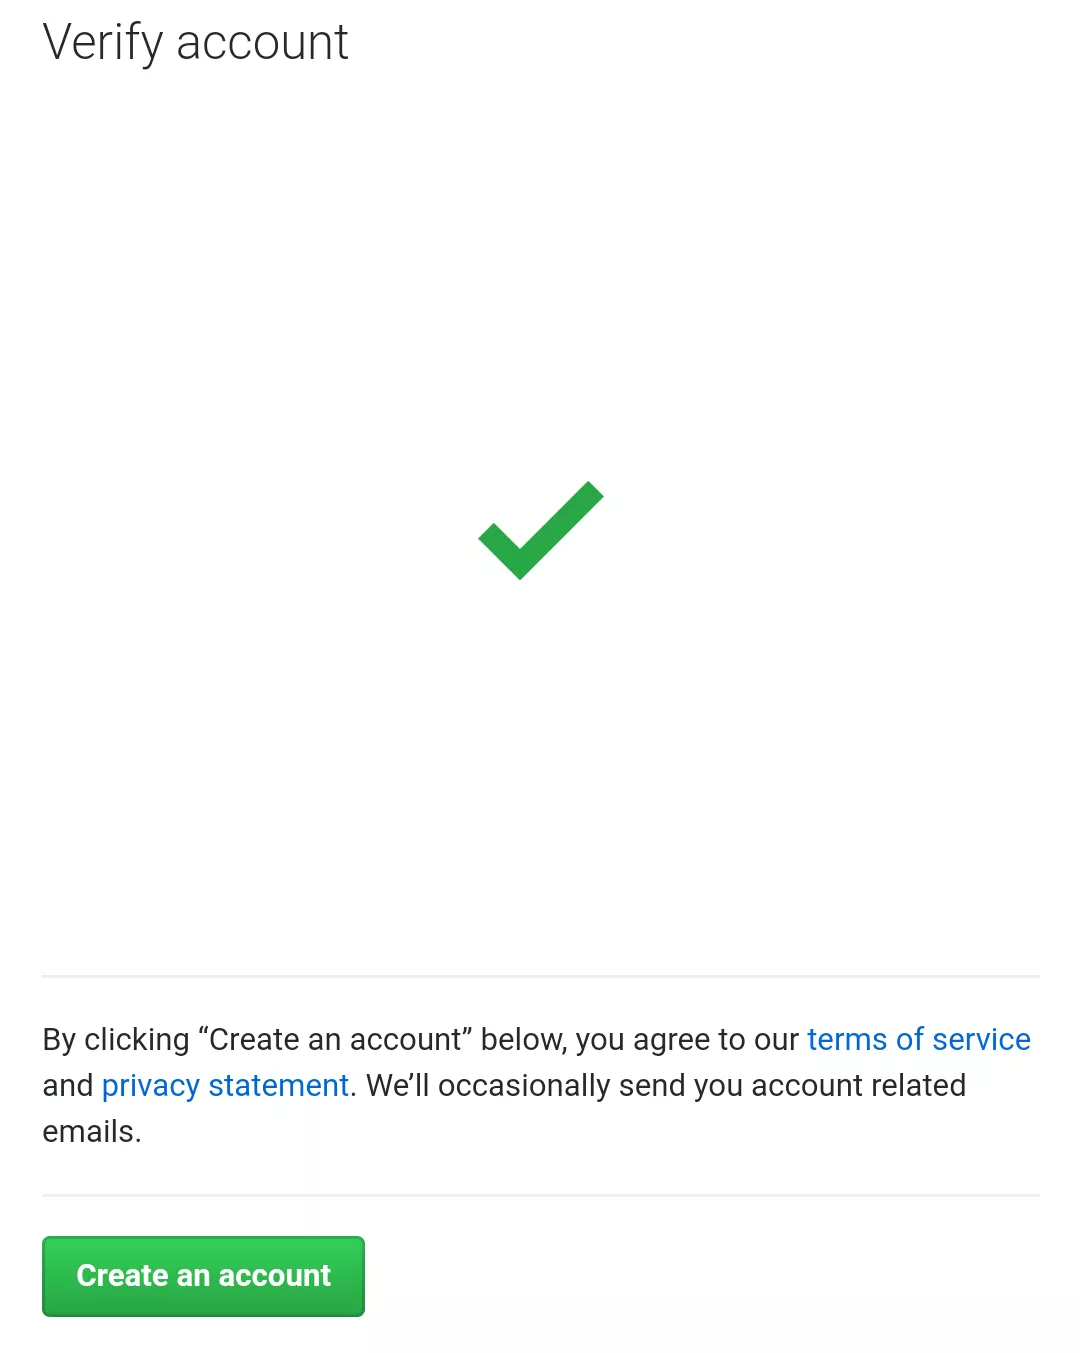 Verify account
By clicking “Create an account” below, you agree to our terms of service
and privacy statement. We’ll occasionally send you account related
emails.
Create an account